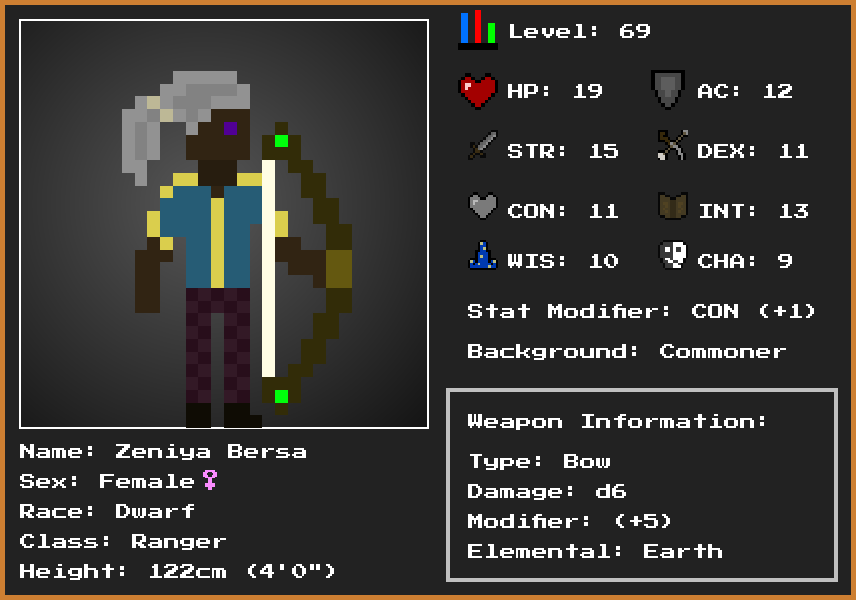 Level: 69
HP: 19
AC: 12
STR: 15
DEX: 11
CON: 11
INT: 13
WIS: 10
CHA: 9
Stat Modifier: CON (+1)
Background: Commoner
Weapon Information:
Type: Bow
Damage: d6
Modifier: (+5)
Elemental: Earth
Name: Zeniya Bersa
Sex: Female♀
Race: Dwarf
Class: Ranger
Height: 122cm (4'0")